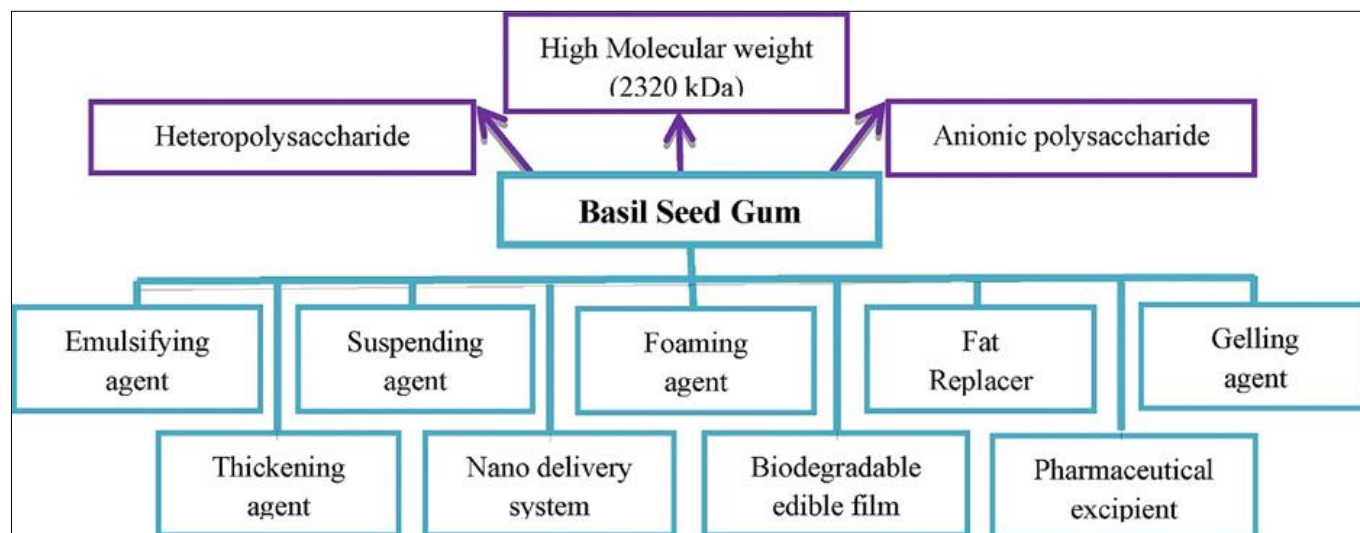 High Molecular weight
(2320 kDa)
Heteropolysaccharide
Anionic polysaccharide
Basil Seed Gum
Emulsifying
agent
Suspending
agent
Foaming
agent
Fat
Replacer
Gelling
agent
Thickening
agent
Nano delivery
system
Biodegradable
edible film
Pharmaceutical
excipient